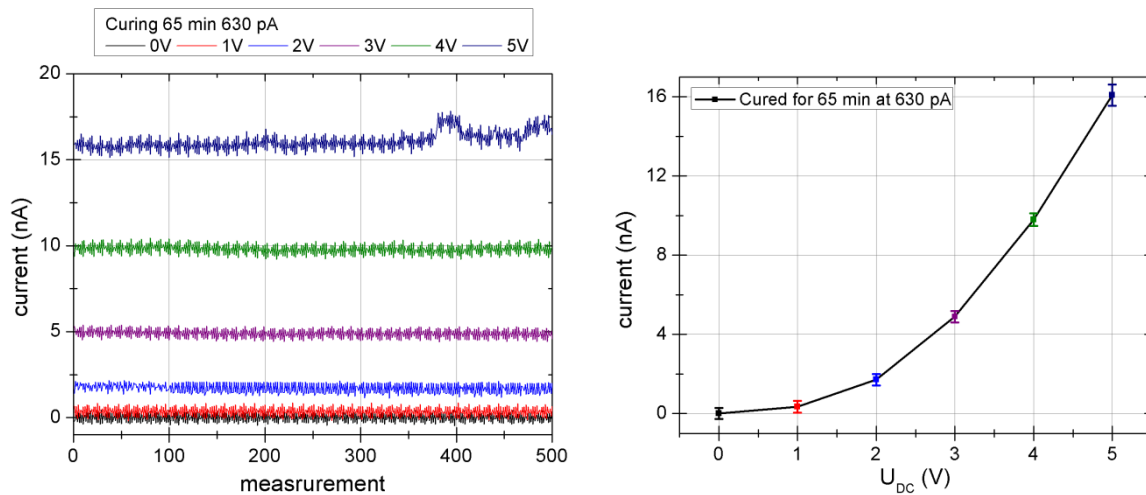 Curing 65 min 630 pA
0V 1V 2V 3V 4V 5V
20
15
10
5
0
current (nA)
0 100 200 300 400 500
measrurement
Cured for 65 min at 630 pA
16
12
8
4
0
current (nA)
0 1 2 3 4 5
U DC (V)